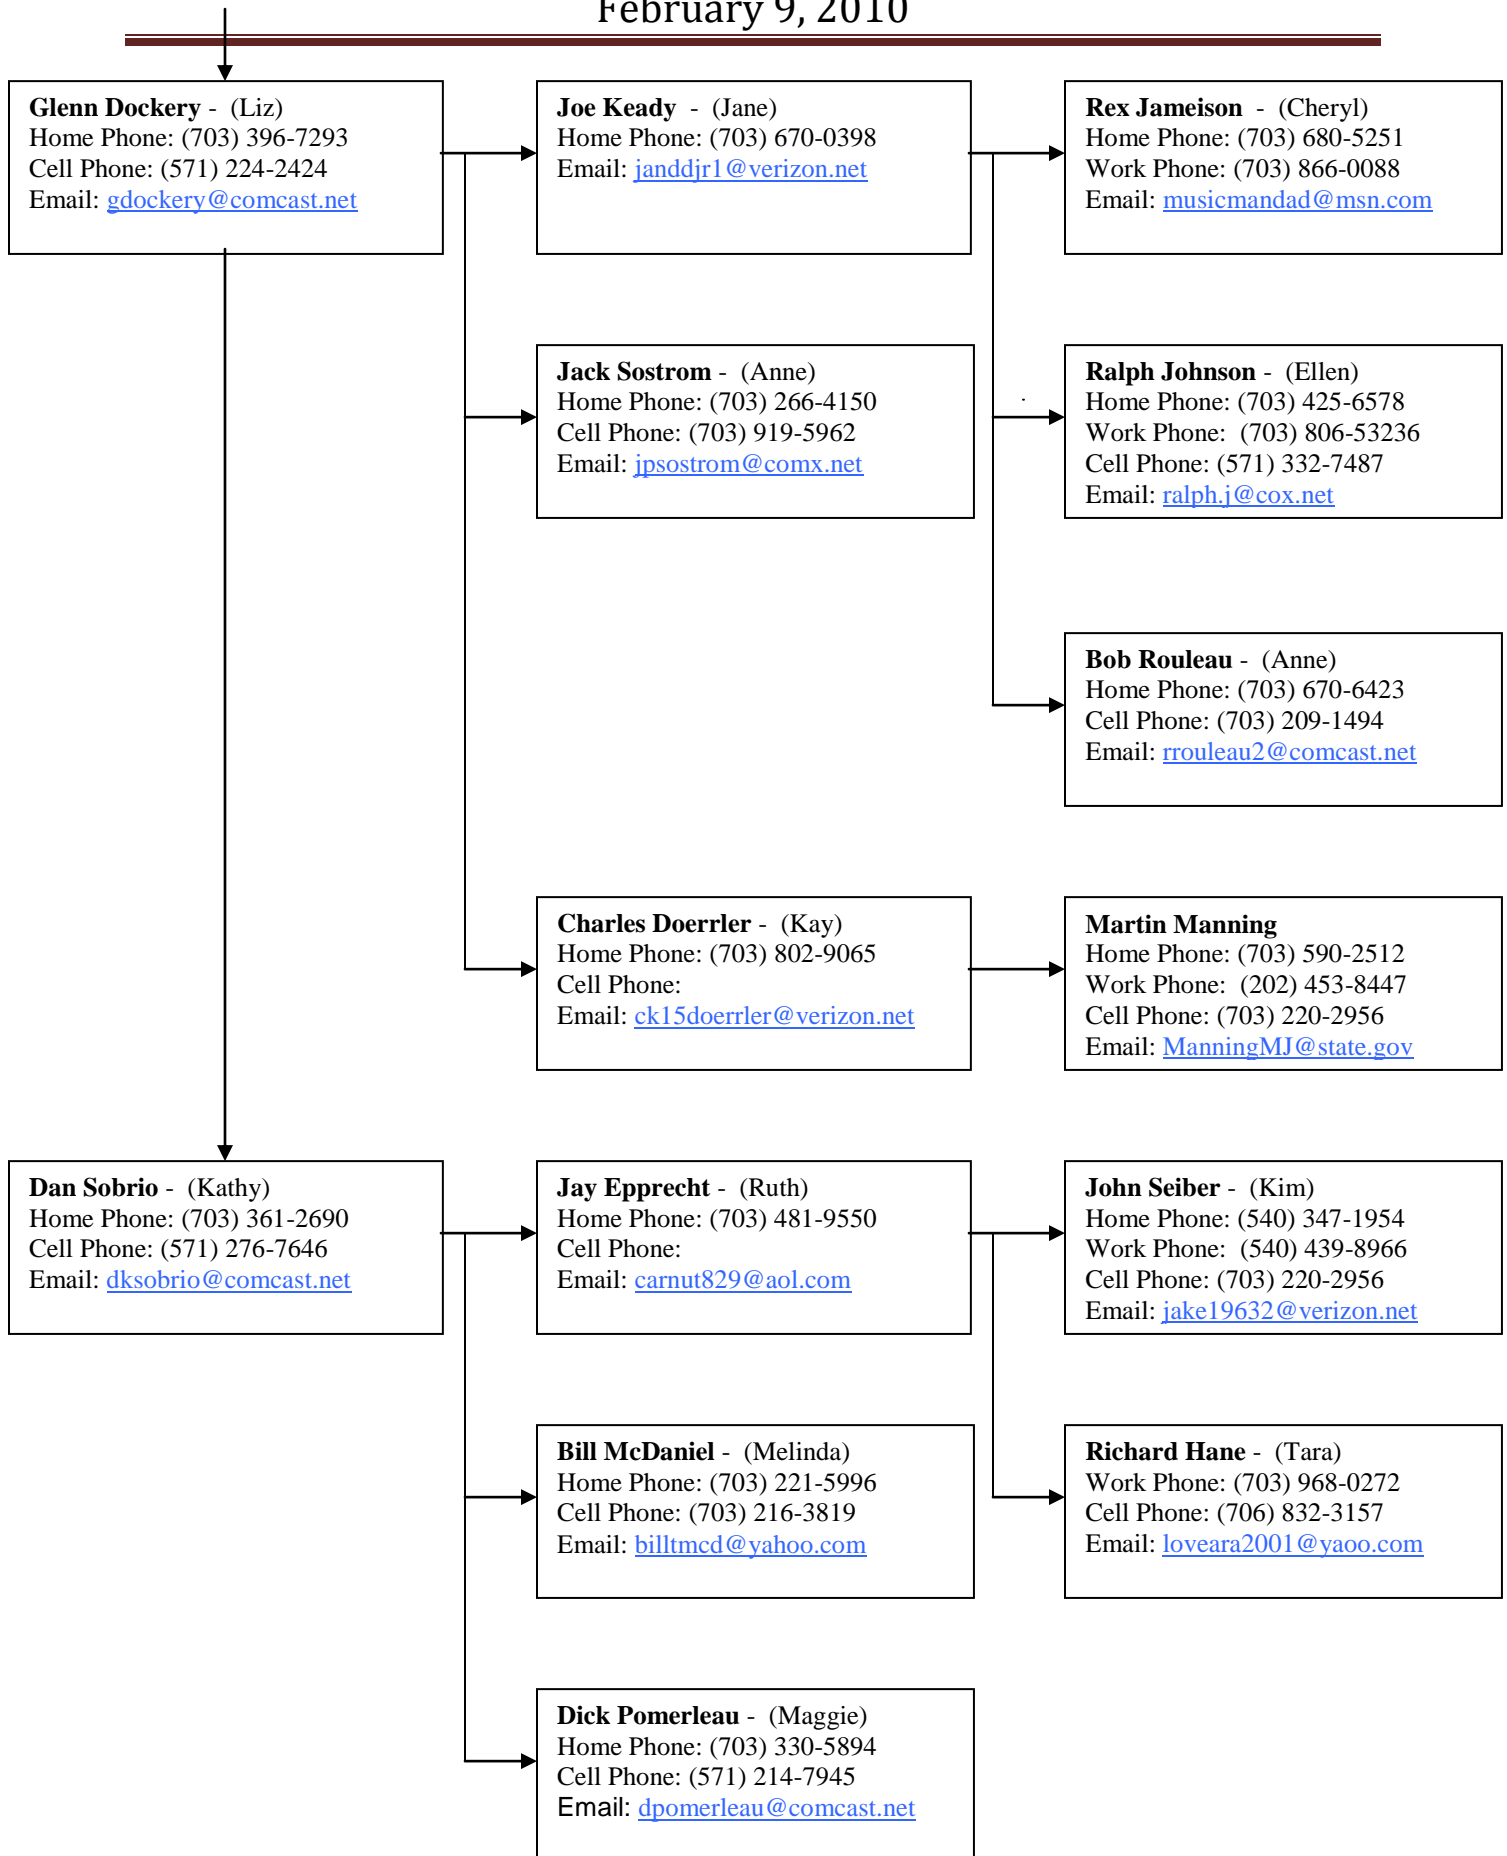 February 9, 2010
Glenn Dockery - (Liz)
Home Phone: (703) 396-7293
Cell Phone: (571) 224-2424
Email: gdockery@comcast.net
Joe Keady - (Jane)
Home Phone: (703) 670-0398
Email: janddjr1@verizon.net
Rex Jameison - (Cheryl)
Home Phone: (703) 680-5251
Work Phone: (703) 866-0088
Email: musicmandad@msn.com
Jack Sostrom - (Anne)
Home Phone: (703) 266-4150
Cell Phone: (703) 919-5962
Email: jpsostrom@comx.net
Ralph Johnson - (Ellen)
Home Phone: (703) 425-6578
Work Phone: (703) 806-53236
Cell Phone: (571) 332-7487
Email: ralph.j@cox.net
Bob Rouleau - (Anne)
Home Phone: (703) 670-6423
Cell Phone: (703) 209-1494
Email: rrouleau2@comcast.net
Charles Doerrler - (Kay)
Home Phone: (703) 802-9065
Cell Phone:
Email: ck15doerrler@verizon.net
Martin Manning
Home Phone: (703) 590-2512
Work Phone: (202) 453-8447
Cell Phone: (703) 220-2956
Email: ManningMJ@state.gov
Dan Sobrio - (Kathy)
Home Phone: (703) 361-2690
Cell Phone: (571) 276-7646
Email: dksobrio@comcast.net
Jay Epprecht - (Ruth)
Home Phone: (703) 481-9550
Cell Phone:
Email: carnut829@aol.com
John Seiber - (Kim)
Home Phone: (540) 347-1954
Work Phone: (540) 439-8966
Cell Phone: (703) 220-2956
Email: jake19632@verizon.net
Bill McDaniel - (Melinda)
Home Phone: (703) 221-5996
Cell Phone: (703) 216-3819
Email: billtmcd@yahoo.com
Richard Hane - (Tara)
Work Phone: (703) 968-0272
Cell Phone: (706) 832-3157
Email: loveara2001@yaoo.com
Dick Pomerleau - (Maggie)
Home Phone: (703) 330-5894
Cell Phone: (571) 214-7945
Email: dpomerleau@comcast.net